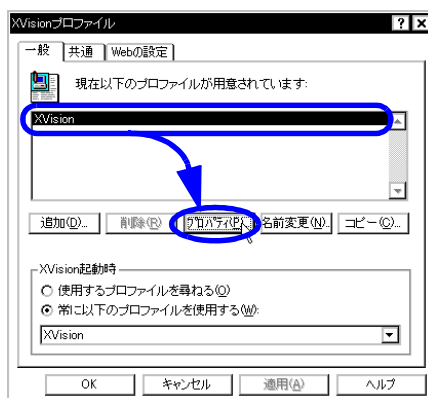 XVisionプロファイル
一般 共通 Webの設定
現在以下のプロファイルが用意されています:
XVision
追加(D)... 削除(R) プロパティ(P)... 名前変更(N)... コピー(C)...
XVision起動時
使用するプロファイルを尋ねる(O)
常に以下のプロファイルを使用する(W):
XVision
OK キャンセル 適用(A) ヘルプ